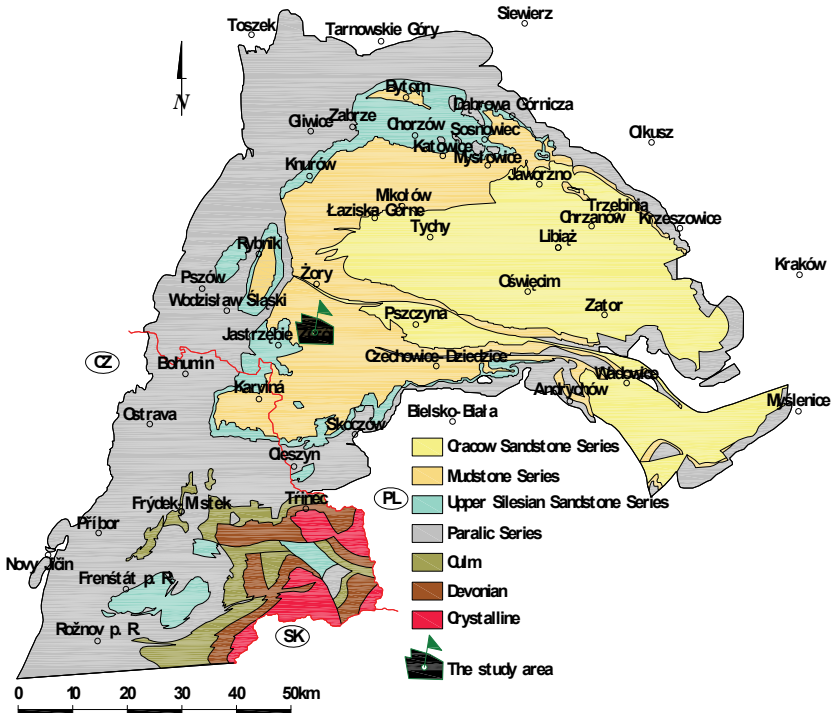 Siewierz
Toszek
Tarnowskie Góry
N
Bytom
Dąbrowa Górnicza
Zabrze
Gliwice
Chorzów
Sosnowiec
Olkusz
Katowice
Mysłowice
Knurów
Jaworzno
Mikołów
Trzebinia
Łaziska Górne
Chrzanów
Krzeszowice
Tychy
Libiąż
Rybnik
Żory
Kraków
Pszów
Oświęcim
Wodzisław Śląski
Zator
Pszczyna
Jastrzębie
CZ
Bohumin
Czechowice-Dziedzice
Wadowice
Karviná
Andrychów
Myślenice
Ostrava
Bielsko-Biała
Skoczów
Cieszyn
Cracow Sandstone Series
Mudstone Series
Upper Silesian Sandstone Series
Paralic Series
Culm
Devonian
Crystalline
The study area
PL
Frýdek-Mistek
Třinec
Příbor
Novy Jičin
Frenštát p. R.
Rožnov p. R.
SK
0 10 20 30 40 50km